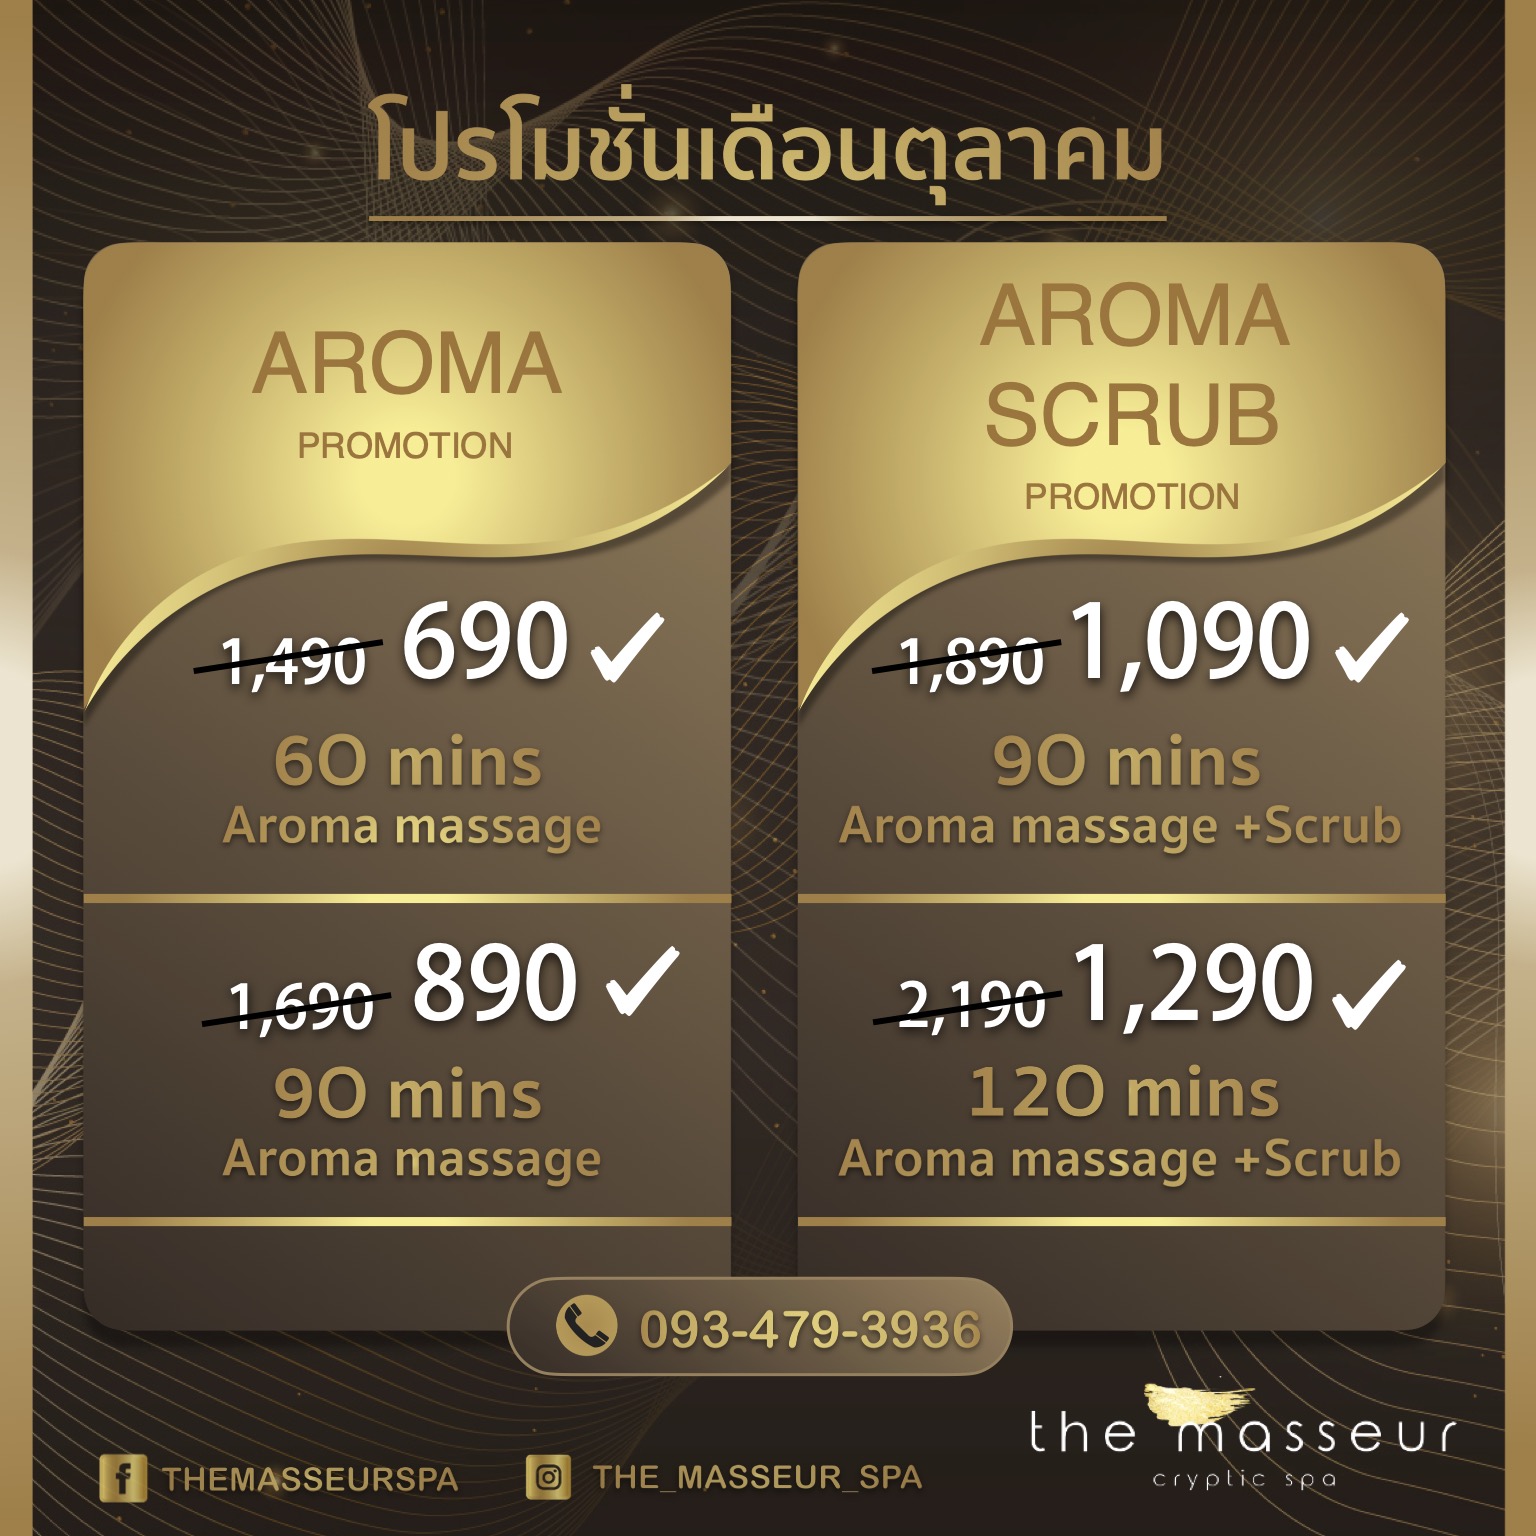 โปรโมชั่นเดือนตุลาคม
AROMA
PROMOTION
1,490 690
60 mins
Aroma massage
1,690 890
90 mins
Aroma massage
AROMA
SCRUB
PROMOTION
1,890 1,090
90 mins
Aroma massage +Scrub
2,190 1,290
120 mins
Aroma massage +Scrub
093-479-3936
the masseur
cryptic spa
THEMASSEURSPA
THE_MASSEUR_SPA